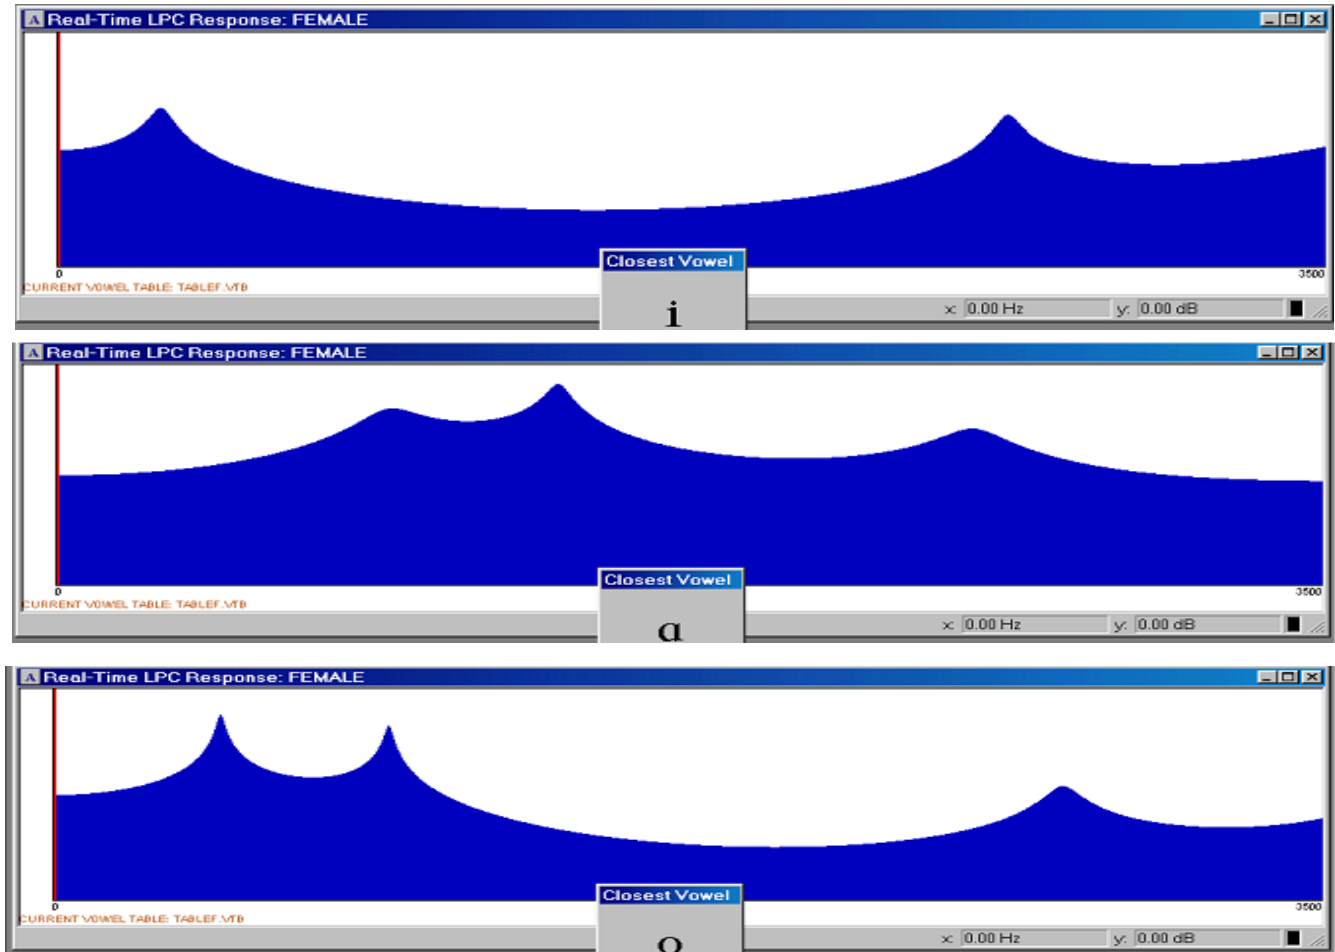 A Real-Time LPC Response: FEMALE
Closest Vowel
0 3500
CURRENT VOWEL TABLE: TABLEF.VTB
i
x: 0.00 Hz y: 0.00 dB
A Real-Time LPC Response: FEMALE
Closest Vowel
0 3500
CURRENT VOWEL TABLE: TABLEF.VTB
x: 0.00 Hz y: 0.00 dB
ɑ
A Real-Time LPC Response: FEMALE
Closest Vowel
0 3500
CURRENT VOWEL TABLE: TABLEF.VTB
x: 0.00 Hz y: 0.00 dB